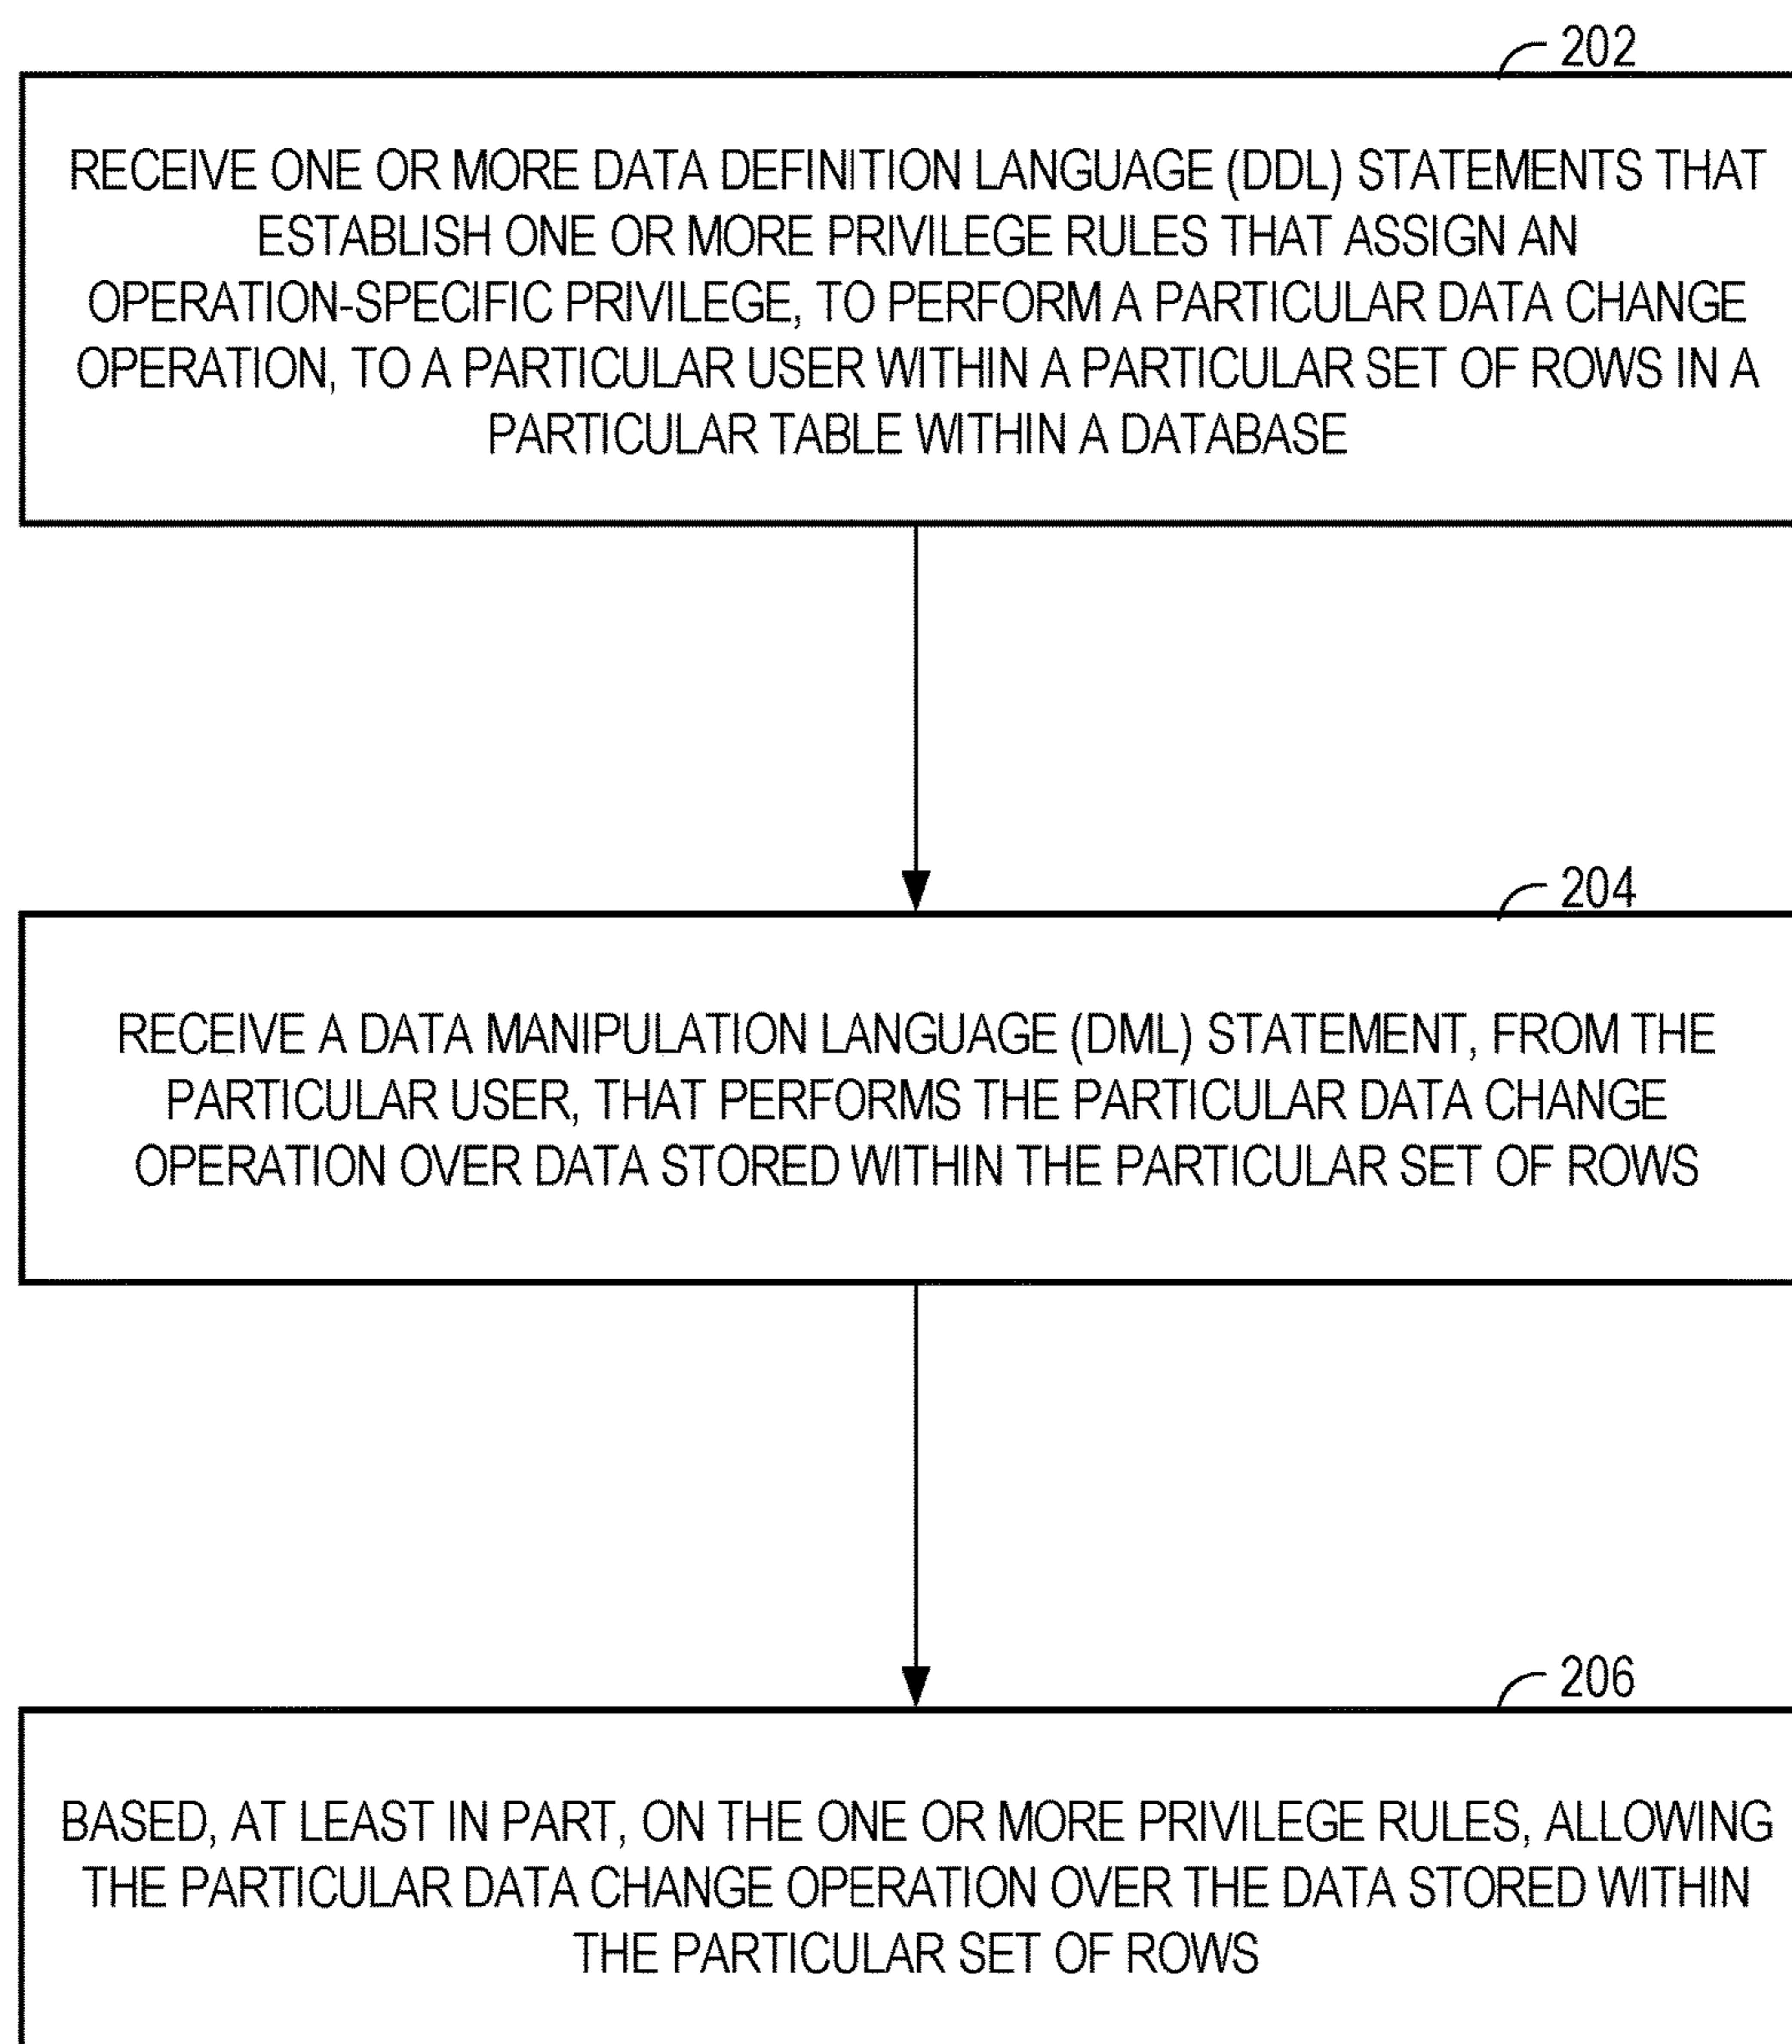 202
RECEIVE ONE OR MORE DATA DEFINITION LANGUAGE (DDL) STATEMENTS THAT
ESTABLISH ONE OR MORE PRIVILEGE RULES THAT ASSIGN AN
OPERATION-SPECIFIC PRIVILEGE, TO PERFORM A PARTICULAR DATA CHANGE
OPERATION, TO A PARTICULAR USER WITHIN A PARTICULAR SET OF ROWS IN A
PARTICULAR TABLE WITHIN A DATABASE
204
RECEIVE A DATA MANIPULATION LANGUAGE (DML) STATEMENT, FROM THE
PARTICULAR USER, THAT PERFORMS THE PARTICULAR DATA CHANGE
OPERATION OVER DATA STORED WITHIN THE PARTICULAR SET OF ROWS
206
BASED, AT LEAST IN PART, ON THE ONE OR MORE PRIVILEGE RULES, ALLOWING
THE PARTICULAR DATA CHANGE OPERATION OVER THE DATA STORED WITHIN
THE PARTICULAR SET OF ROWS